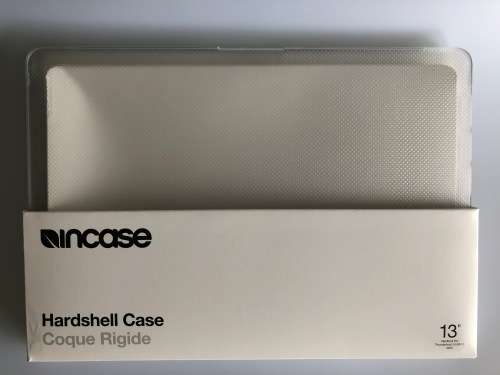 incase
Hardshell Case
Coque Rigide
13"